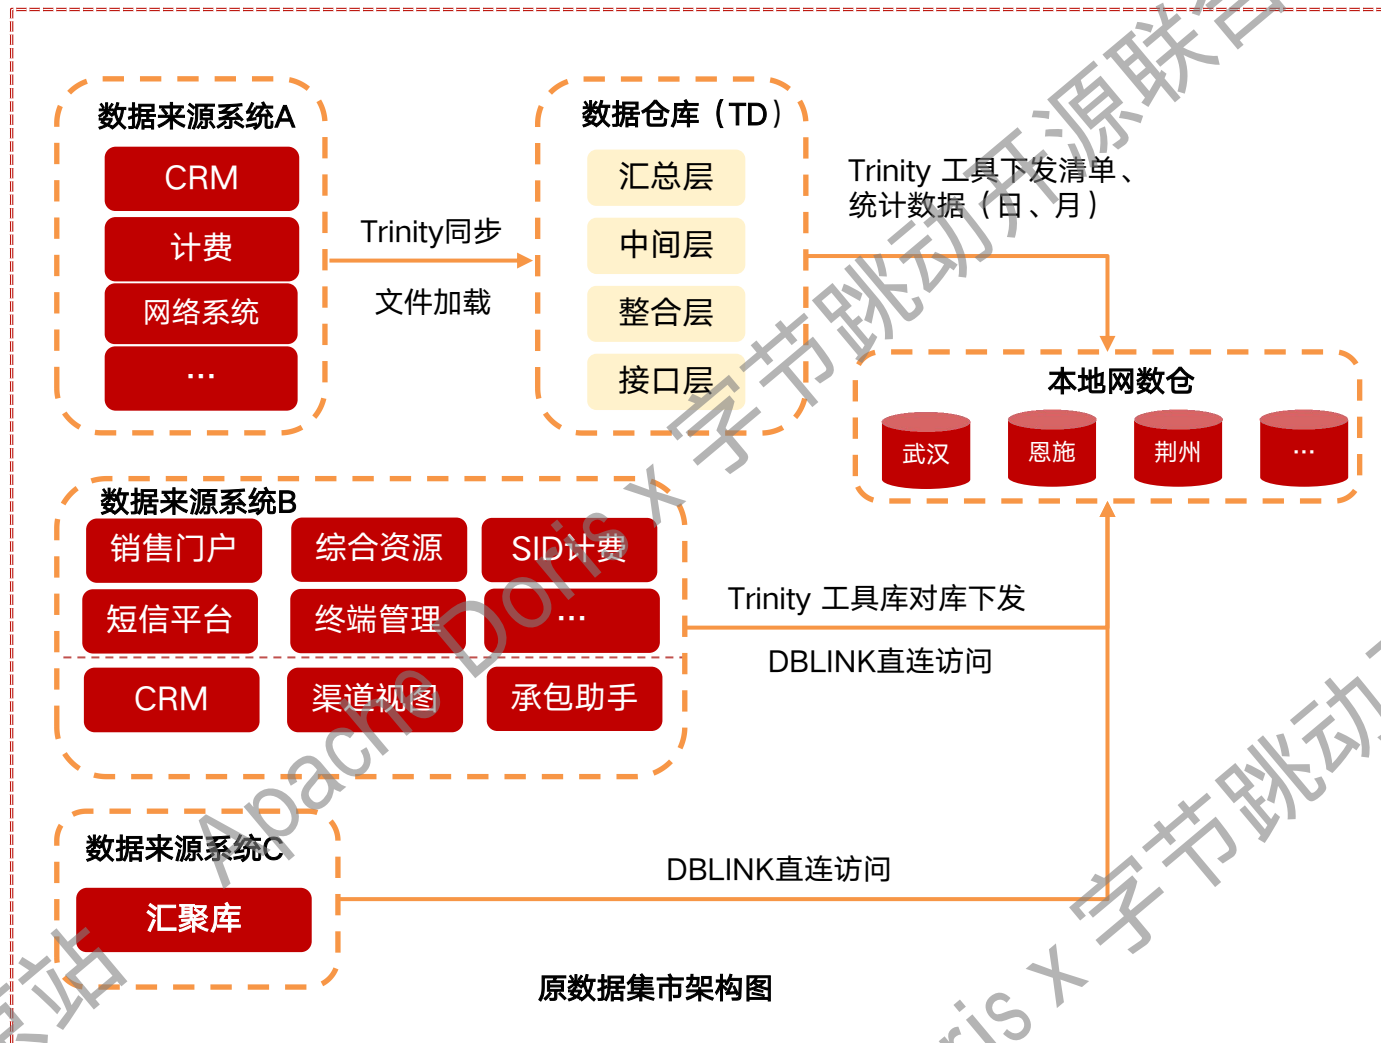 数据来源系统A
CRM
计费
网络系统
...
Trinity同步
文件加载
数据仓库（TD）
汇总层
中间层
整合层
接口层
Trinity 工具下发清单、
统计数据（日、月）
本地网数仓
武汉
恩施
荆州
...
数据来源系统B
销售门户
综合资源
SID计费
短信平台
终端管理
...
CRM
渠道视图
承包助手
Trinity 工具库对库下发
DBLINK直连访问
数据来源系统C
汇聚库
DBLINK直连访问
原数据集市架构图
Apache Doris x 字节跳动开源联合
ris x 字节跳动
京站